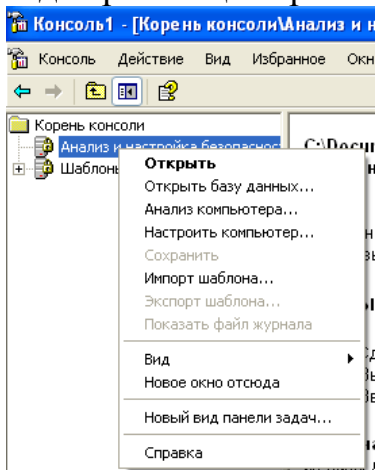 Консоль1 - [Корень консоли\Анализ и н
Консоль Действие Вид Избранное Окн
Корень консоли
Анализ и настройка безопасност
Шаблоны
Открыть
Открыть базу данных...
Анализ компьютера...
Настроить компьютер...
Сохранить
Импорт шаблона...
Экспорт шаблона...
Показать файл журнала
Вид
Новое окно отсюда
Новый вид панели задач...
Справка